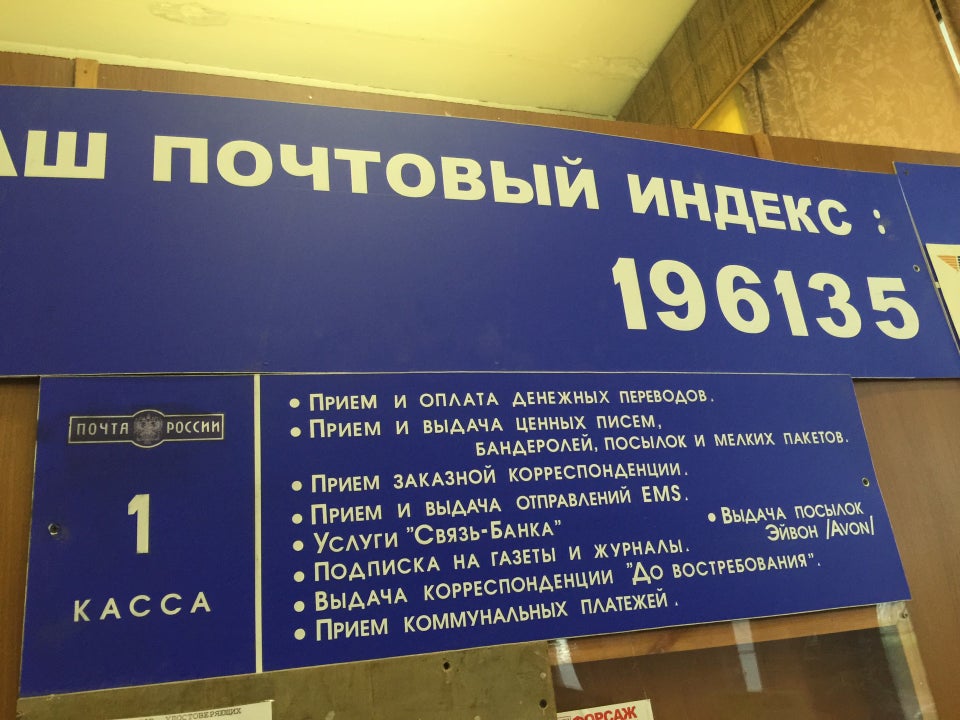 АШ ПОЧТОВЫЙ ИНДЕКС :
196135
ПОЧТА РОССИИ
1
КАССА
• ПРИЕМ И ОПЛАТА ДЕНЕЖНЫХ ПЕРЕВОДОВ.
• ПРИЕМ И ВЫДАЧА ЦЕННЫХ ПИСЕМ,
БАНДЕРОЛЕЙ, ПОСЫЛОК И МЕЛКИХ ПАКЕТОВ.
• ПРИЕМ ЗАКАЗНОЙ КОРРЕСПОНДЕНЦИИ.
• ПРИЕМ И ВЫДАЧА ОТПРАВЛЕНИЙ EMS.
• УСЛУГИ "СВЯЗЬ-БАНКА"
• ВЫДАЧА ПОСЫЛОК
ЭЙВОН /AVON/
• ПОДПИСКА НА ГАЗЕТЫ И ЖУРНАЛЫ.
• ВЫДАЧА КОРРЕСПОНДЕНЦИИ "ДО ВОСТРЕБОВАНИЯ".
• ПРИЕМ КОММУНАЛЬНЫХ ПЛАТЕЖЕЙ.
УДОСТОВЕРЯЮЩИХ
ФОРСАЖ